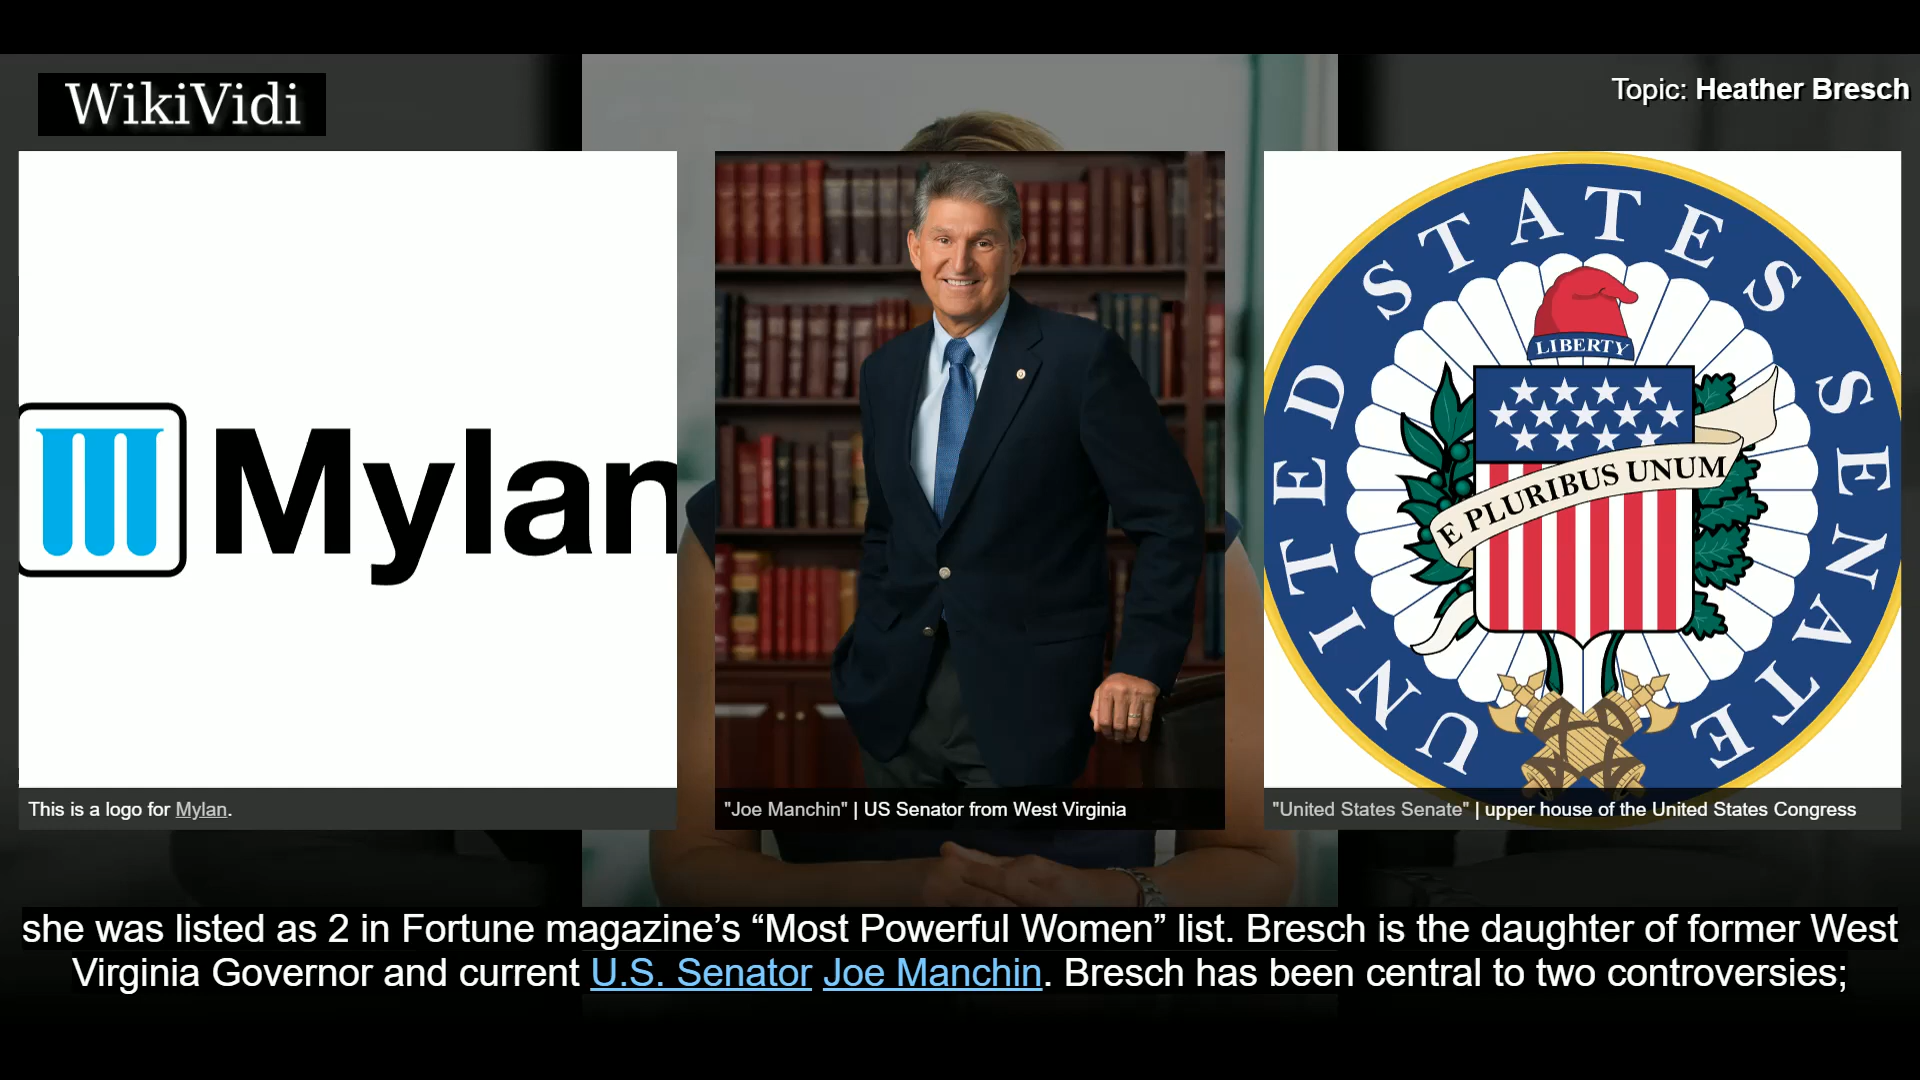 WikiVidi
Topic: Heather Bresch
Mylan
UNITED STATES SENATE
LIBERTY
E PLURIBUS UNUM
This is a logo for Mylan.
"Joe Manchin" | US Senator from West Virginia
"United States Senate" | upper house of the United States Congress
she was listed as 2 in Fortune magazine’s “Most Powerful Women” list. Bresch is the daughter of former West
Virginia Governor and current U.S. Senator Joe Manchin. Bresch has been central to two controversies;